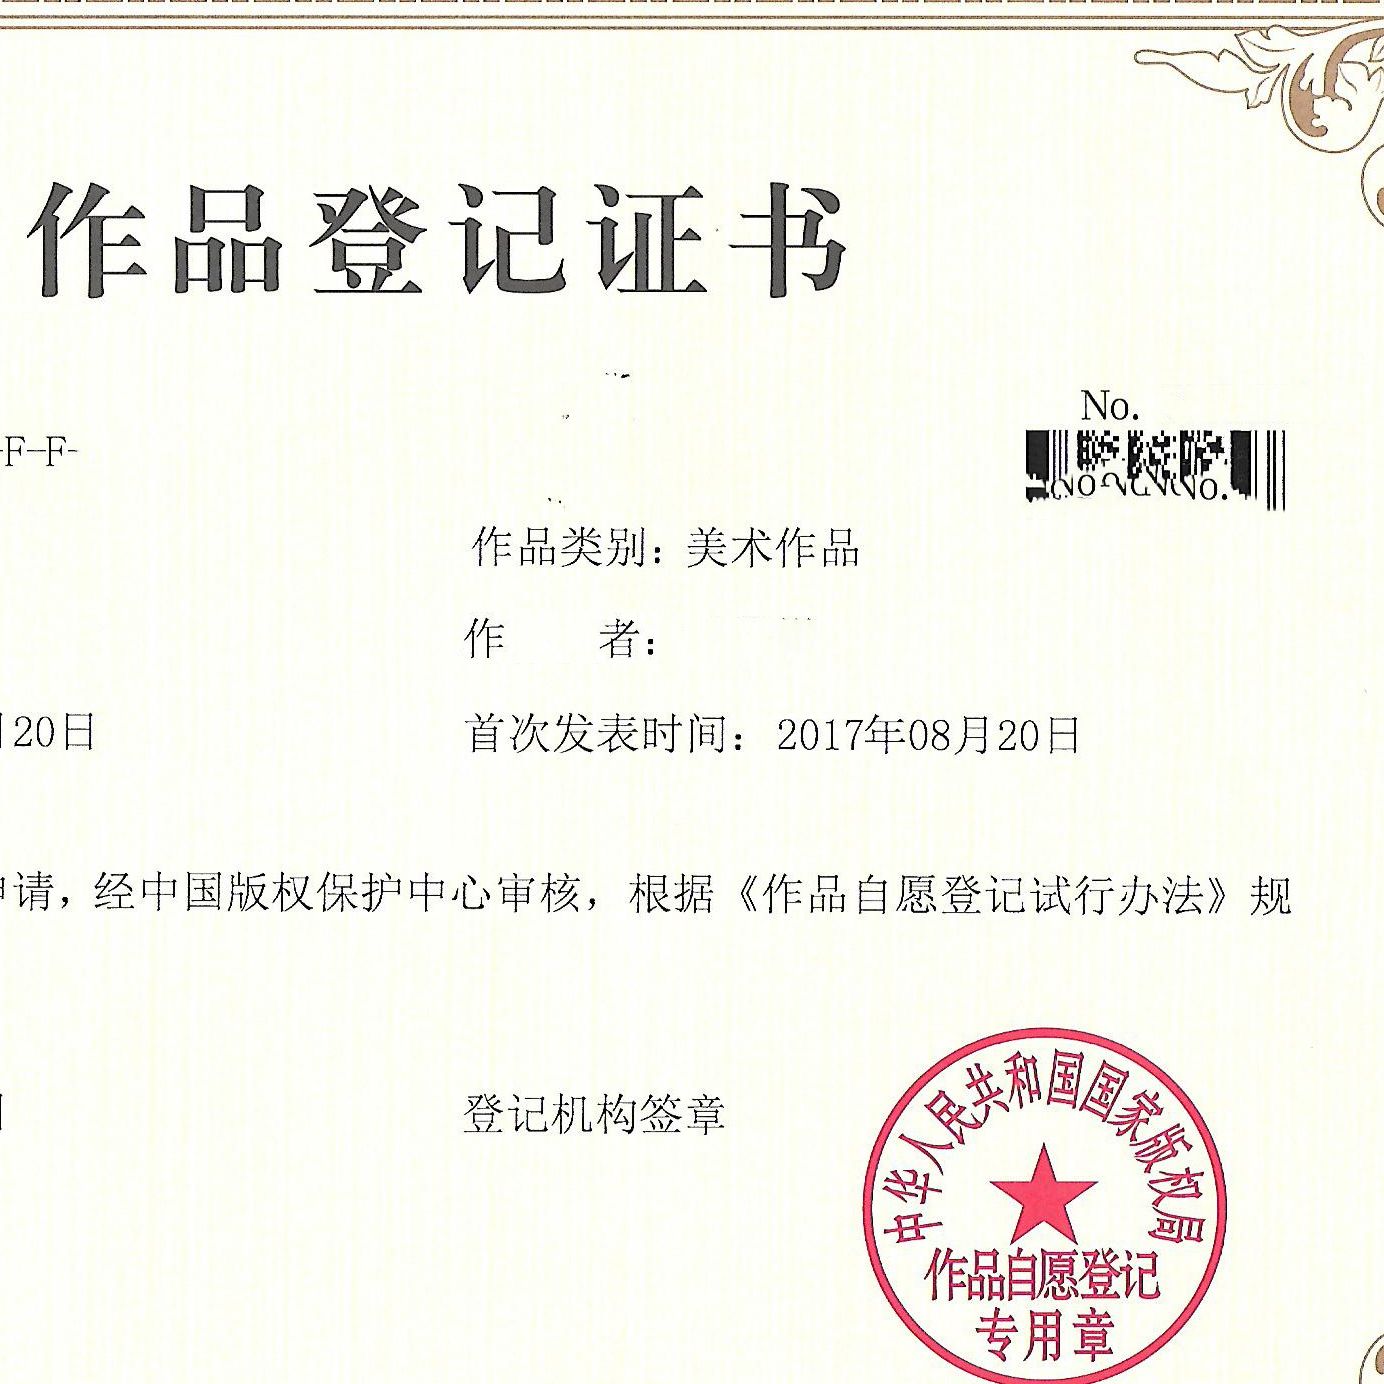 作品登记证书
No.
-F-F-
作品类别：美术作品
作 者：
20日
首次发表时间：2017年08月20日
申请，经中国版权保护中心审核，根据《作品自愿登记试行办法》规
登记机构签章
中华人民共和国国家版权局
作品自愿登记
专用章